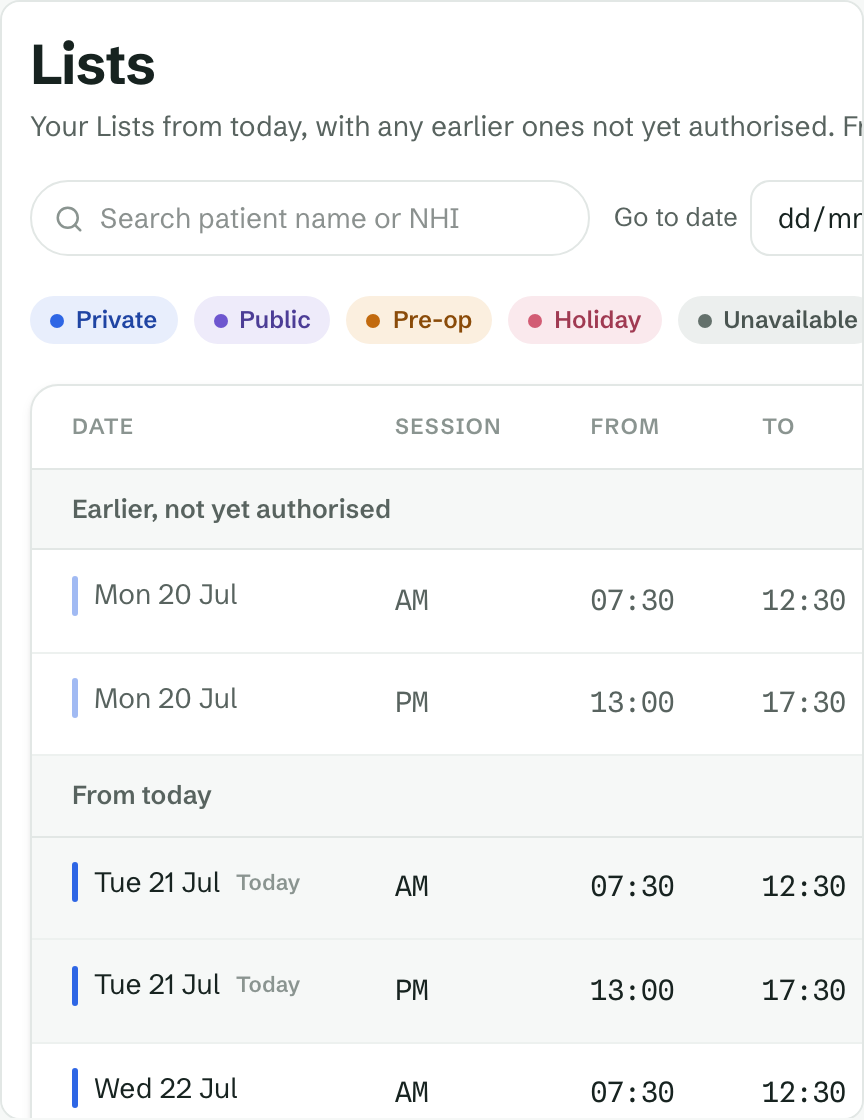 Lists
Your Lists from today, with any earlier ones not yet authorised.
Search patient name or NHI Go to date dd/mm
Private Public Pre-op Holiday Unavailable
DATE SESSION FROM TO
Earlier, not yet authorised
Mon 20 Jul AM 07:30 12:30
Mon 20 Jul PM 13:00 17:30
From today
Tue 21 Jul Today AM 07:30 12:30
Tue 21 Jul Today PM 13:00 17:30
Wed 22 Jul AM 07:30 12:30